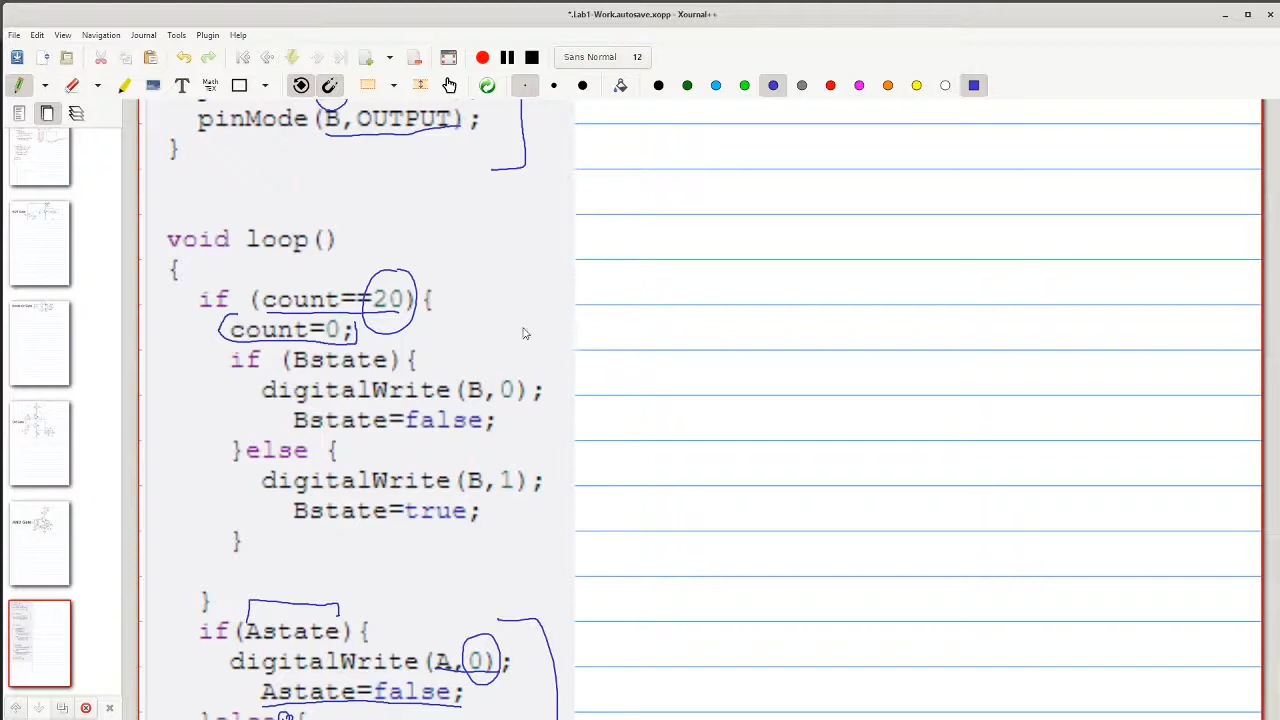 *.Lab1-Work.autosave.xopp - Xournal++
File Edit View Navigation Journal Tools Plugin Help
Sans Normal 12
pinMode(B,OUTPUT);
}
void loop()
{
if (count==20){
count=0;
if (Bstate){
digitalWrite(B,0);
Bstate=false;
}else {
digitalWrite(B,1);
Bstate=true;
}
}
if(Astate){
digitalWrite(A,0);
Astate=false;
}else {